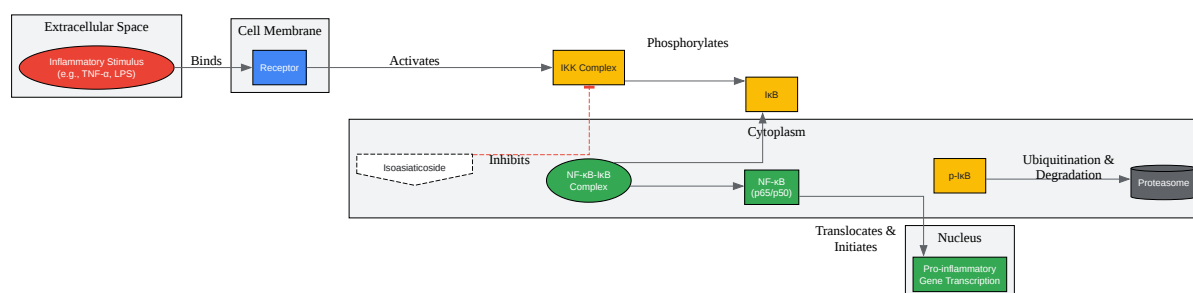 Extracellular Space
Inflammatory Stimulus
(e.g., TNF-α, LPS)
Binds
Cell Membrane
Receptor
Activates
IKK Complex
Phosphorylates
IκB
Cytoplasm
Isoasiaticoside
Inhibits
NF-κB-IκB
Complex
NF-κB
(p65/p50)
p-IκB
Ubiquitination &
Degradation
Proteasome
Translocates &
Initiates
Nucleus
Pro-inflammatory
Gene Transcription